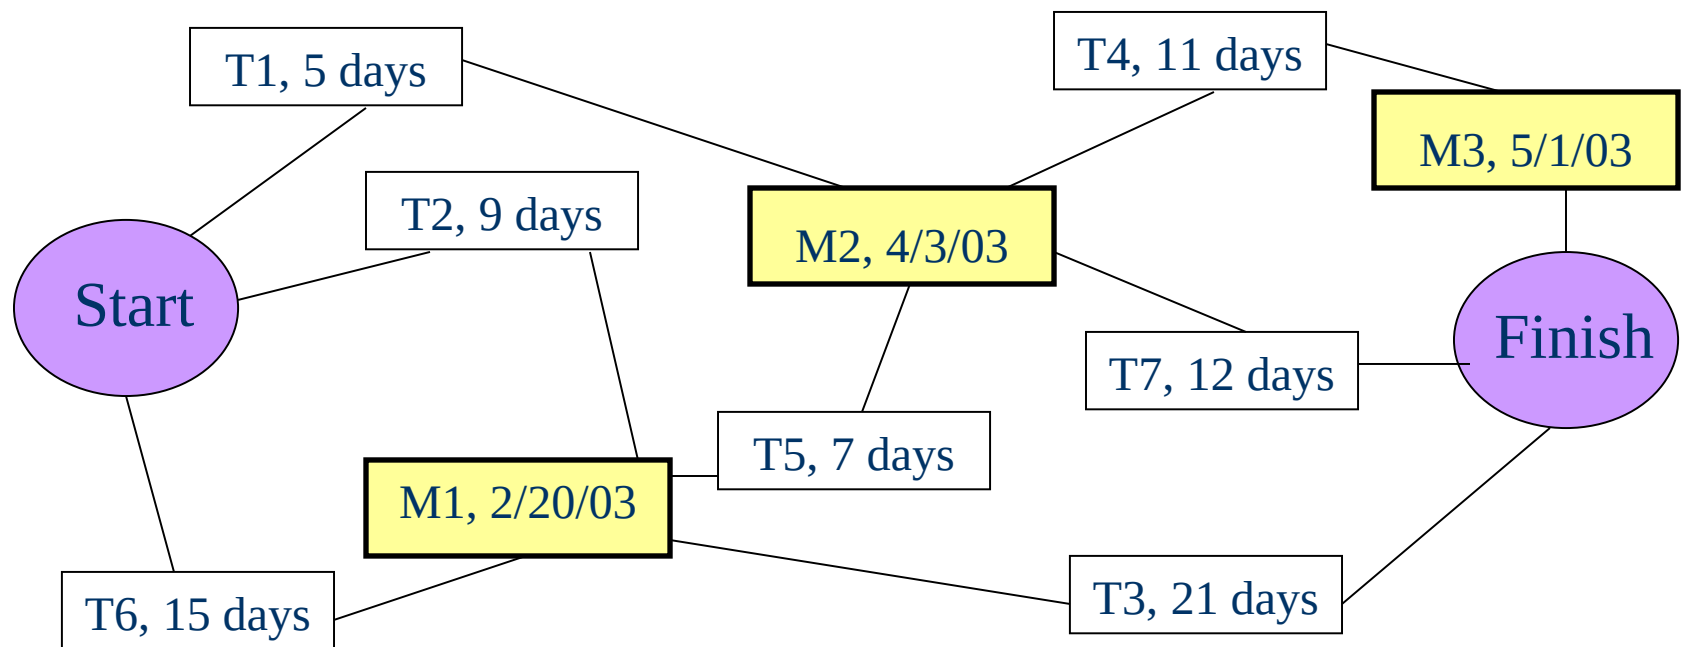 T1, 5 days
T4, 11 days
M3, 5/1/03
T2, 9 days
M2, 4/3/03
Start
Finish
T7, 12 days
T5, 7 days
M1, 2/20/03
T6, 15 days
T3, 21 days